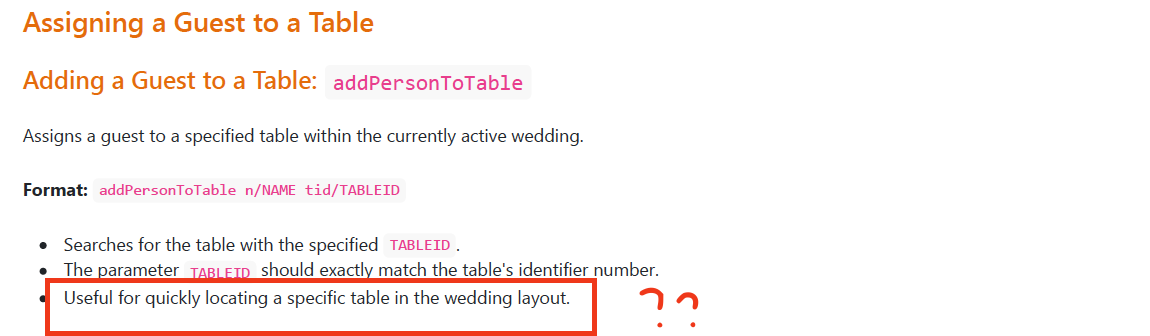 Assigning a Guest to a Table
Adding a Guest to a Table: addPersonToTable
Assigns a guest to a specified table within the currently active wedding.
Format: addPersonToTable n/NAME tid/TABLEID
Searches for the table with the specified TABLEID.
The parameter TABLEID should exactly match the table's identifier number.
Useful for quickly locating a specific table in the wedding layout. ??